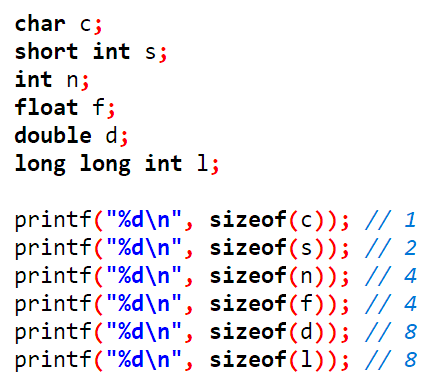 char c;
short int s;
int n;
float f;
double d;
long long int l;

printf("%d\n", sizeof(c)); // 1
printf("%d\n", sizeof(s)); // 2
printf("%d\n", sizeof(n)); // 4
printf("%d\n", sizeof(f)); // 4
printf("%d\n", sizeof(d)); // 8
printf("%d\n", sizeof(l)); // 8